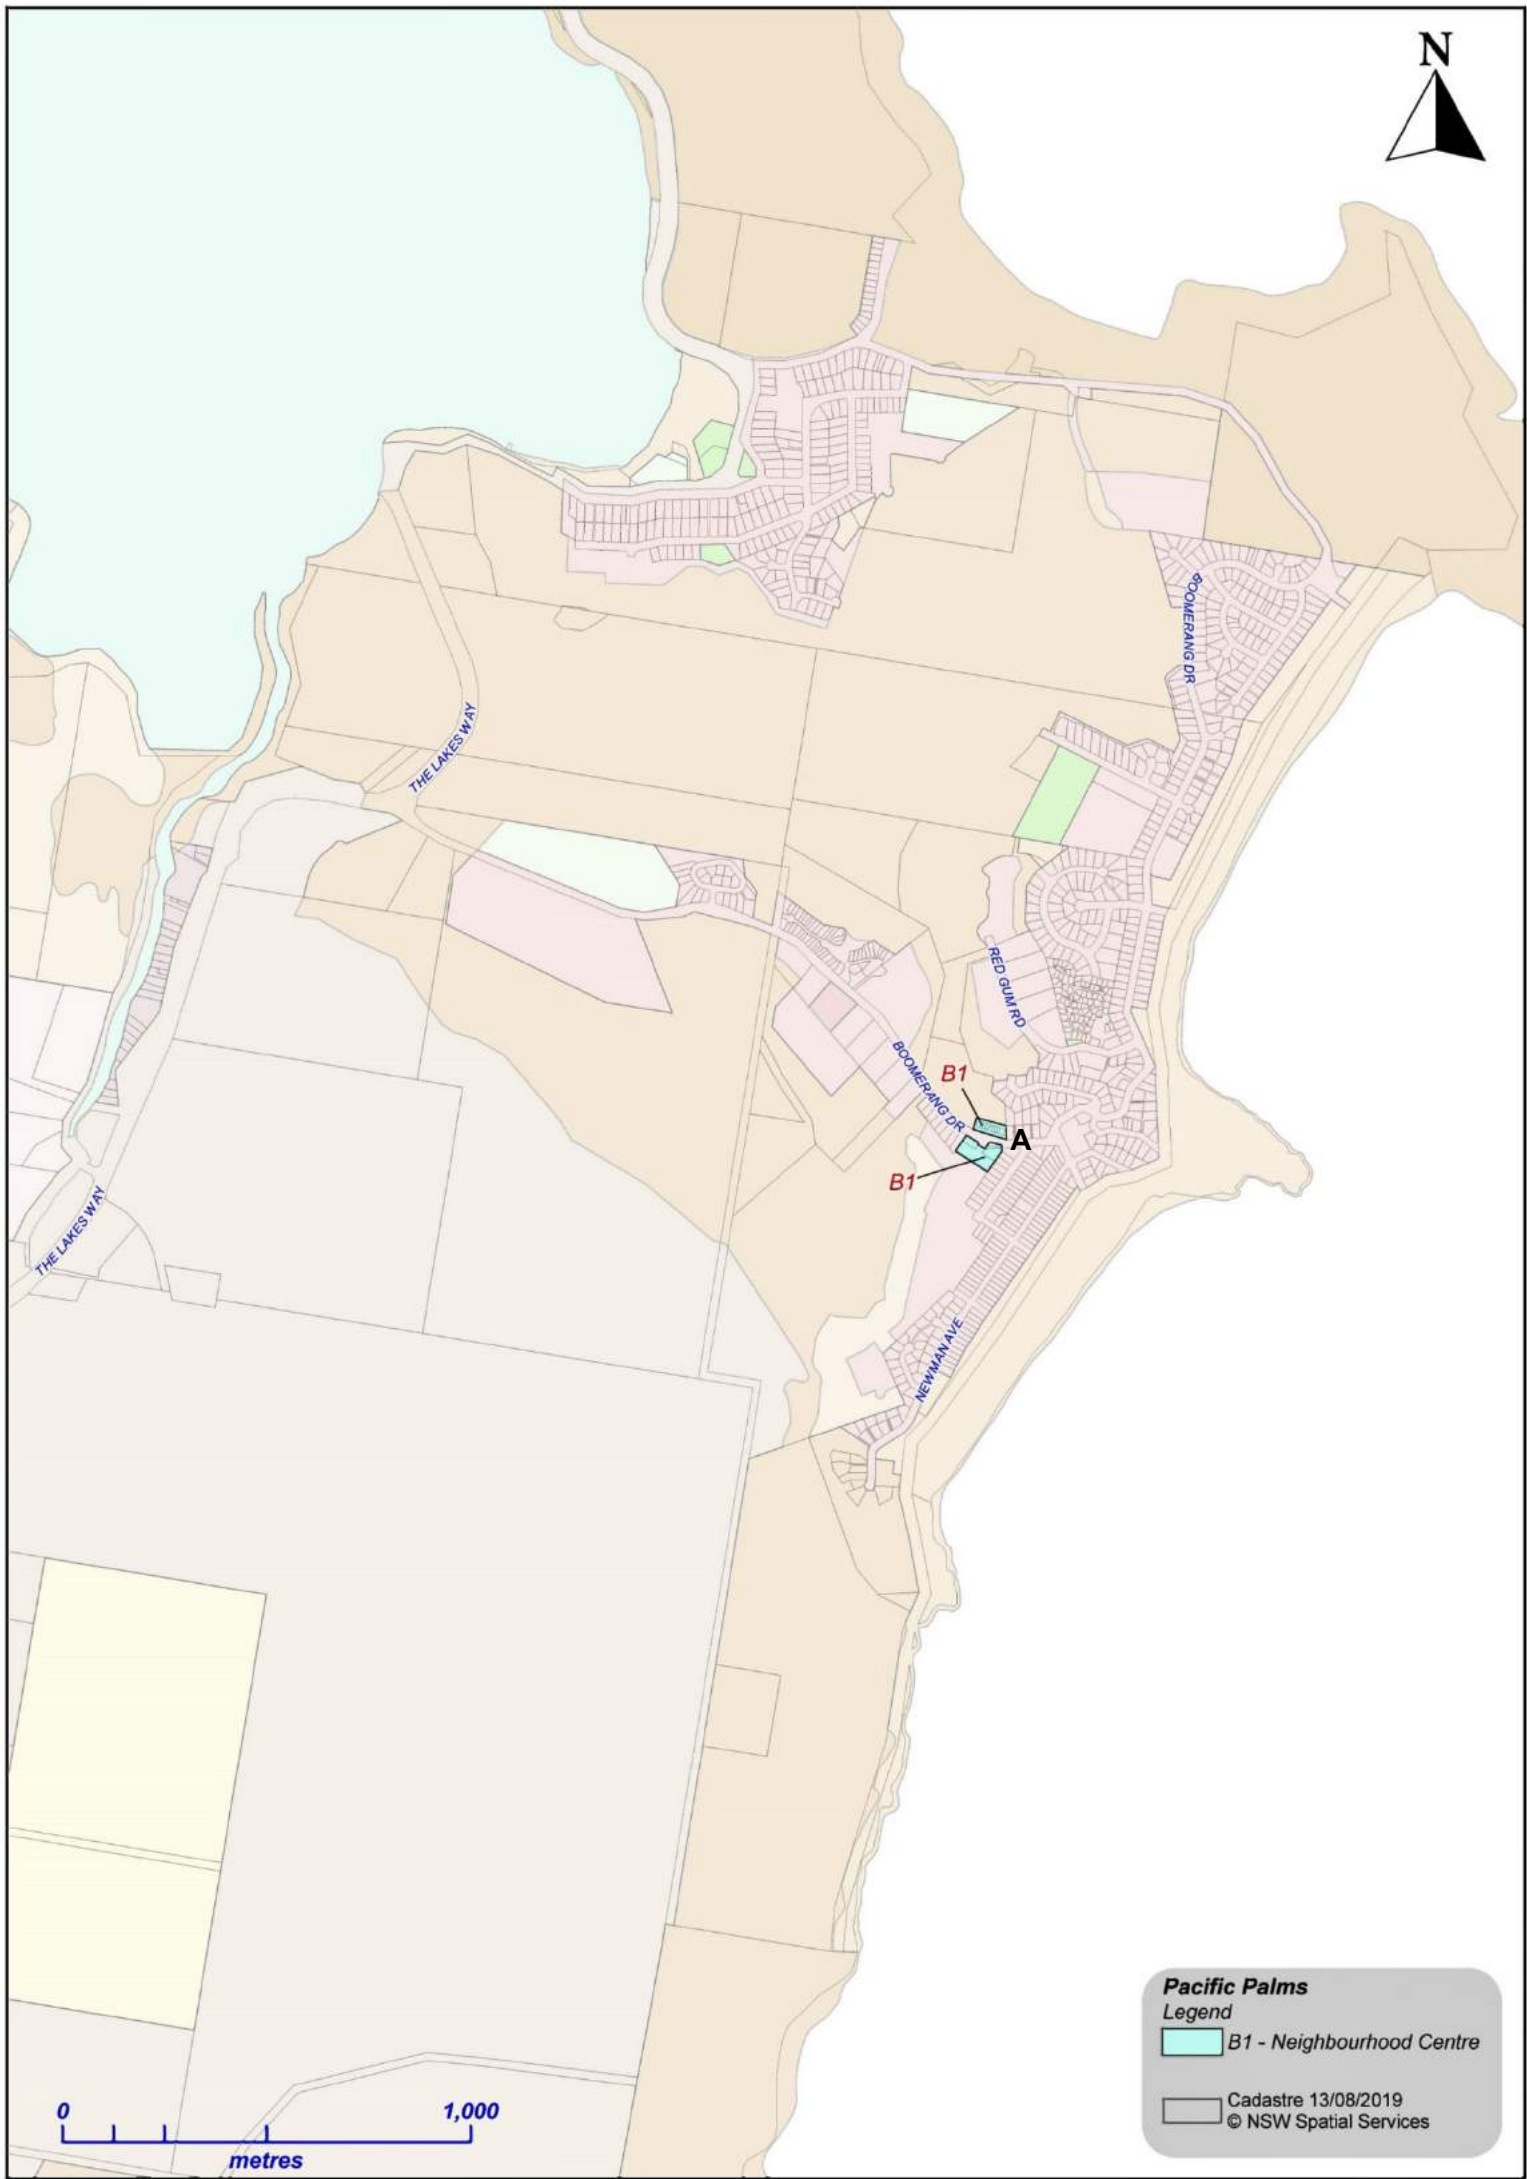 N
BOOMERANG DR
THE LAKES WAY
RED GUM RD
BOOMERANG DR
B1
A
B1
THE LAKES WAY
NEWMAN AVE
Pacific Palms
Legend
B1 - Neighbourhood Centre
Cadastre 13/08/2019
© NSW Spatial Services
0 1,000
metres